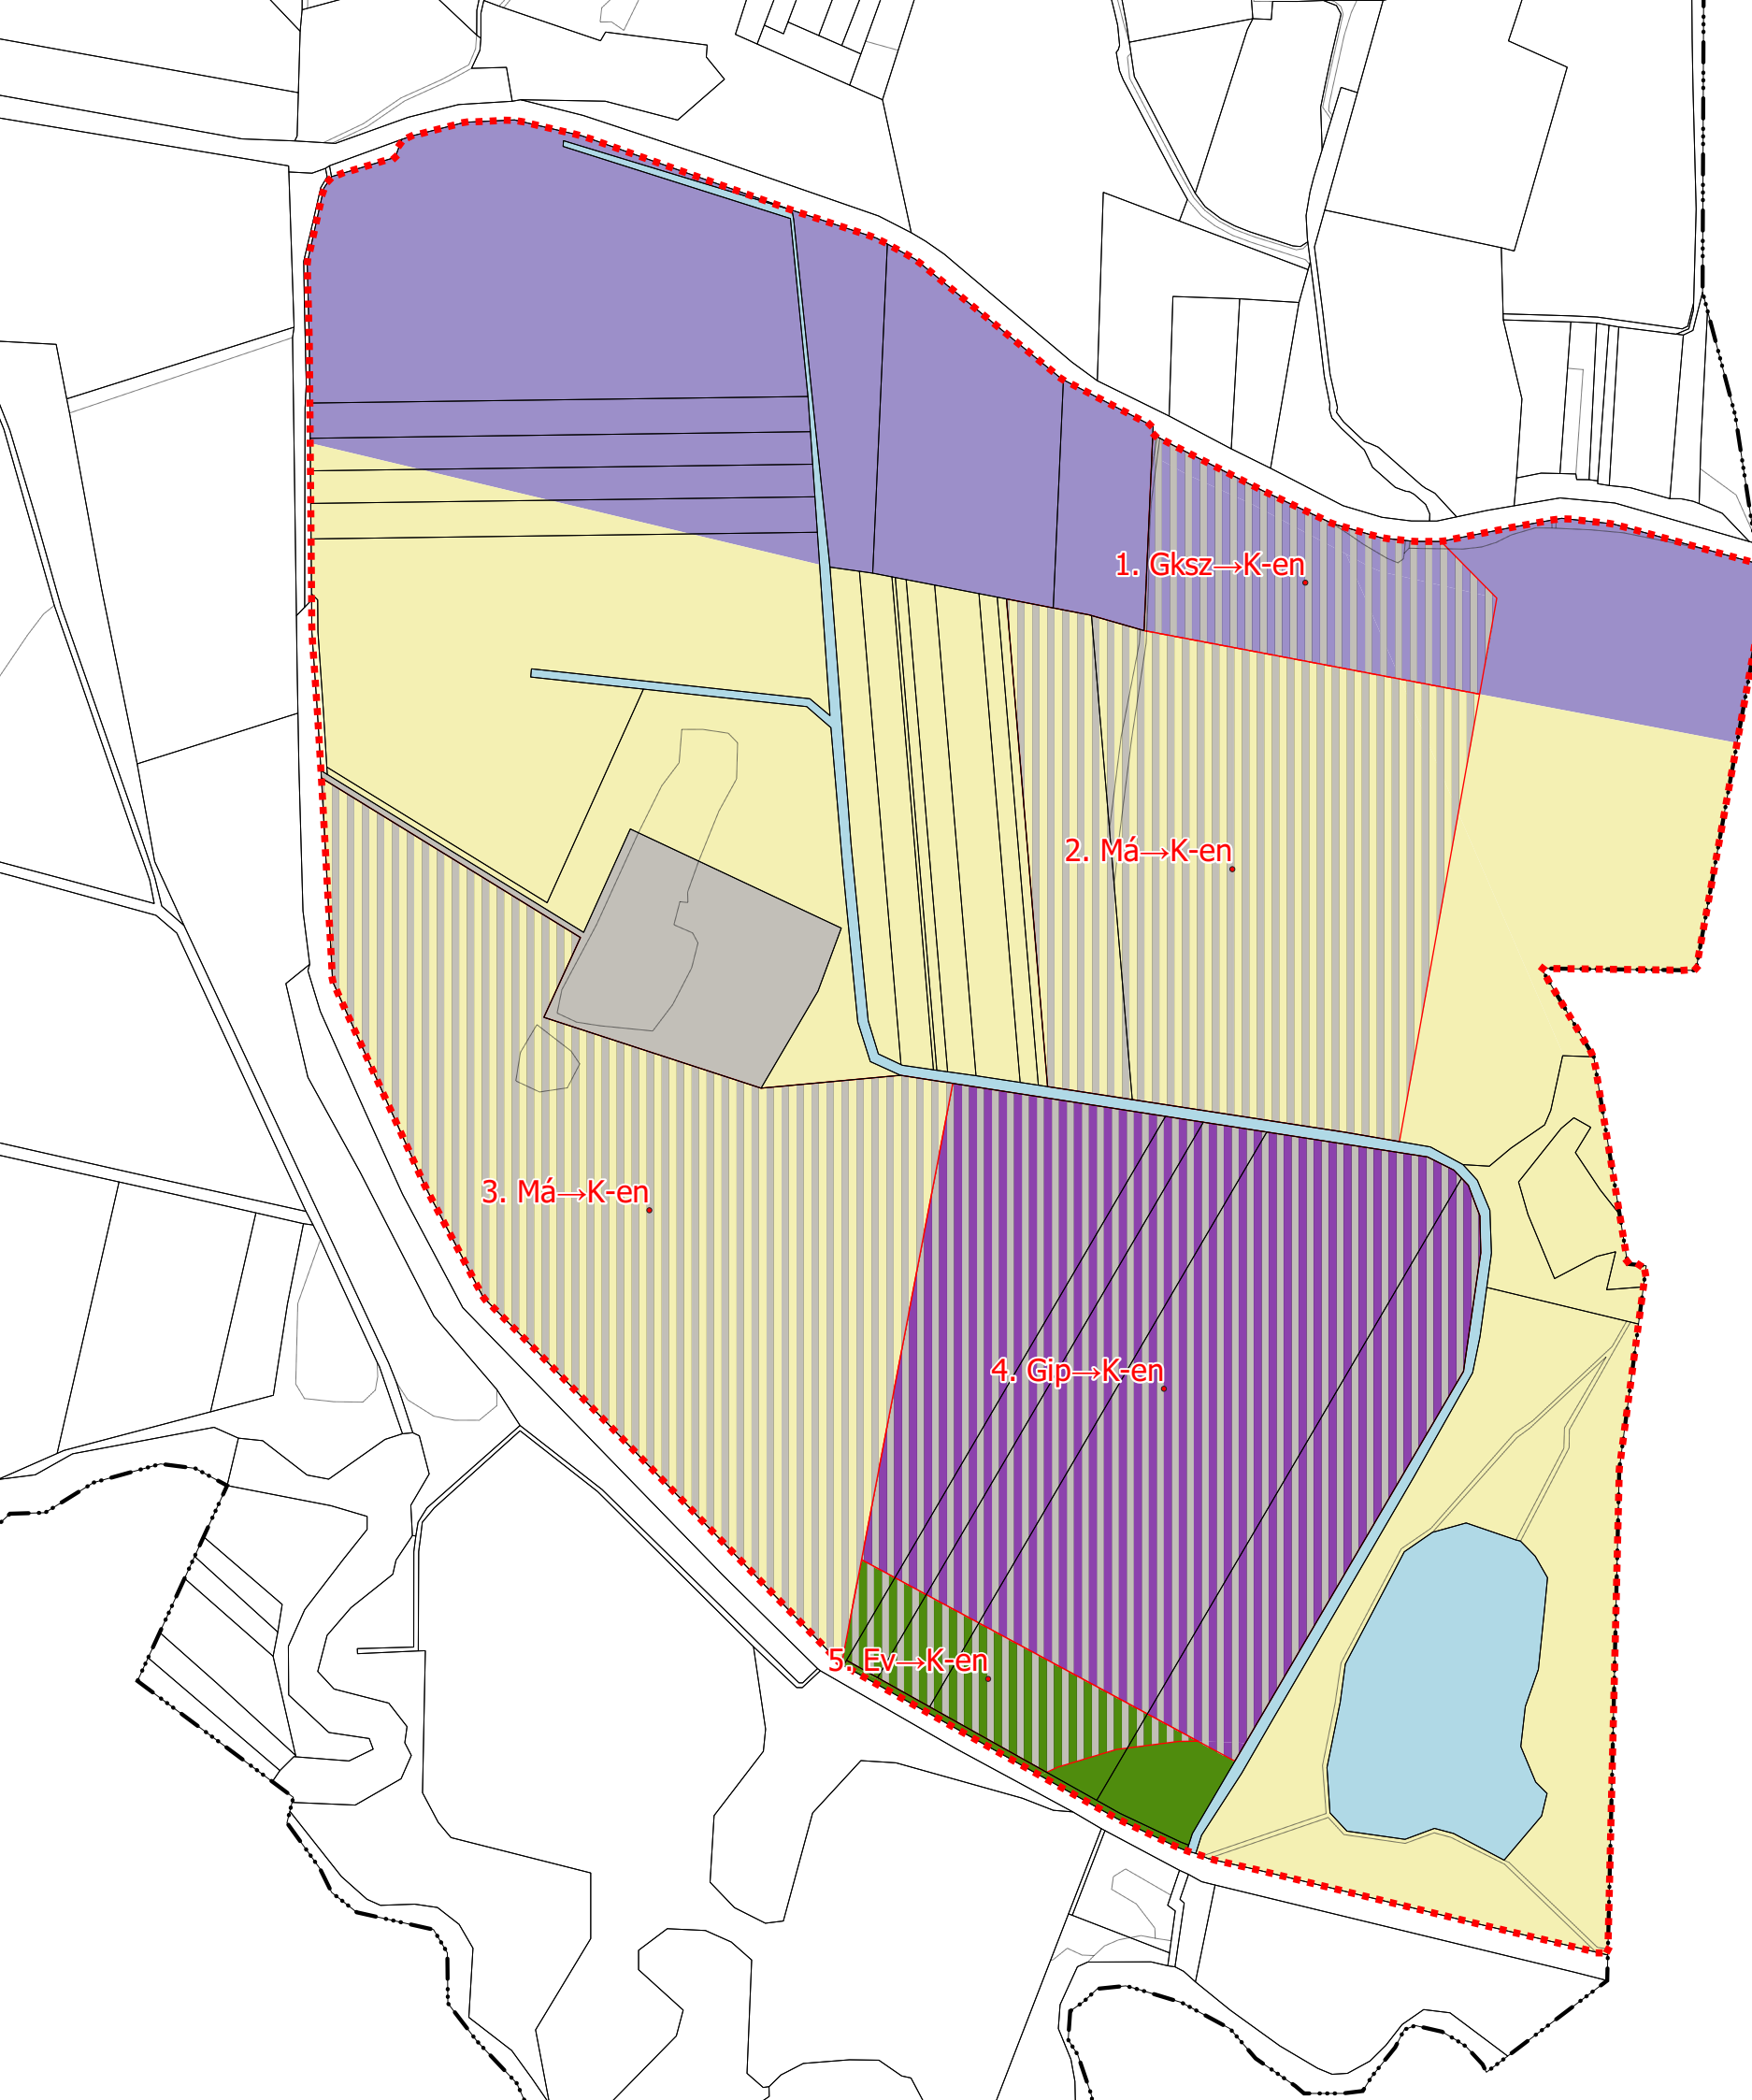 1. Gksz→K-en
2. Má→K-en
3. Má→K-en
4. Gip→K-en
5. Ev→K-en